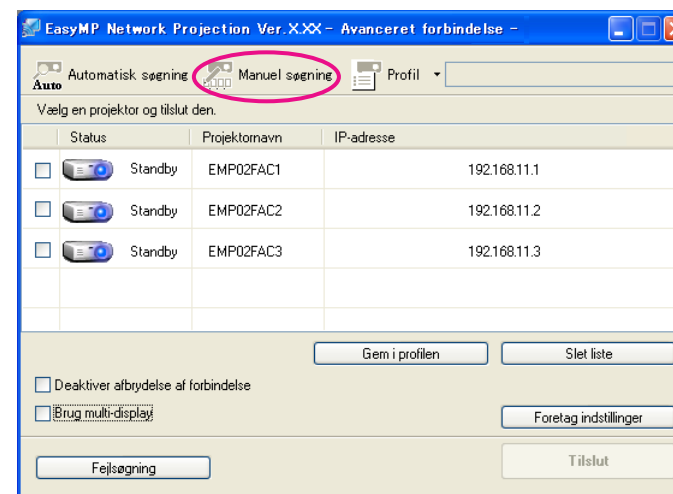 EasyMP Network Projection Ver.X.XX - Avanceret forbindelse -
Auto Automatisk søgning Manuel søgning Profil
Vælg en projektor og tilslut den.
Status Projektornavn IP-adresse
Standby EMP02FAC1 192.168.11.1
Standby EMP02FAC2 192.168.11.2
Standby EMP02FAC3 192.168.11.3
Gem i profilen Slet liste
Deaktiver afbrydelse af forbindelse
Brug multi-display
Foretag indstillinger
Fejlsøgning Tilslut